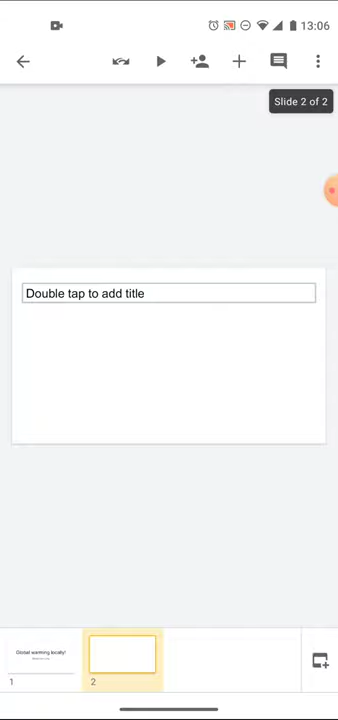 13:06
Slide 2 of 2
Double tap to add title
Global warming locally!
1
2